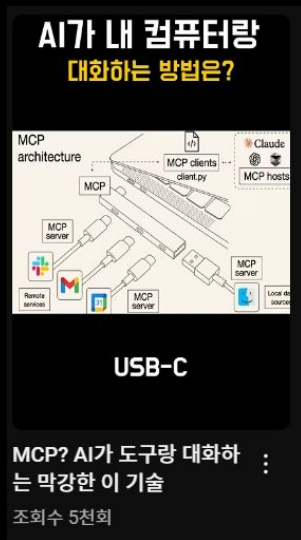 AI가 내 컴퓨터랑
대화하는 방법은?
MCP
architecture
MCP clients
client.py
Claude
MCP hosts
MCP
MCP
server
MCP
server
Remote
services
31
MCP
server
Local da
sources
USB-C
MCP? AI가 도구랑 대화하
는 막강한 이 기술
조회수 5천회